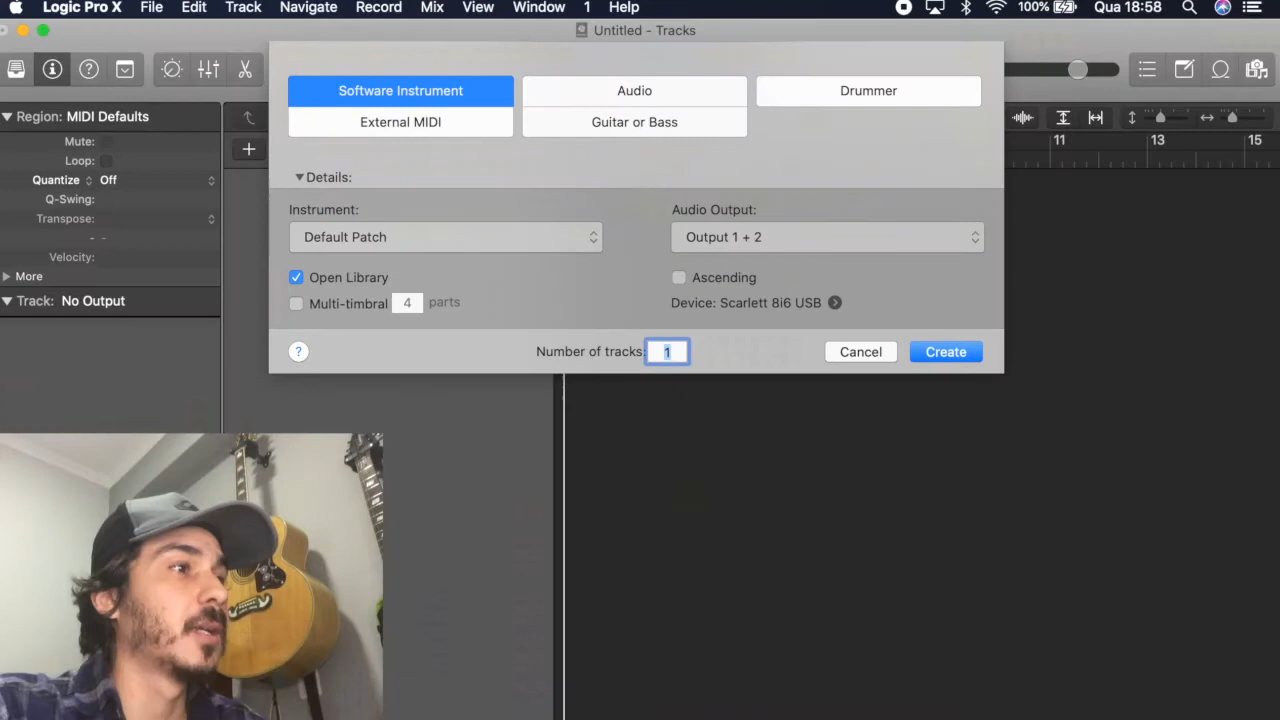 Logic Pro X File Edit Track Navigate Record Mix View Window 1 Help 100% Qua 18:58
Untitled - Tracks
Software Instrument Audio Drummer
External MIDI Guitar or Bass
Region: MIDI Defaults
Mute:
Loop:
Quantize Off
Q-Swing:
Transpose:
- -
Velocity:
More
Track: No Output
11 13 15
Details:
Instrument: Audio Output:
Default Patch Output 1 + 2
Open Library Ascending
Multi-timbral 4 parts Device: Scarlett 8i6 USB
? Number of tracks: 1 Cancel Create